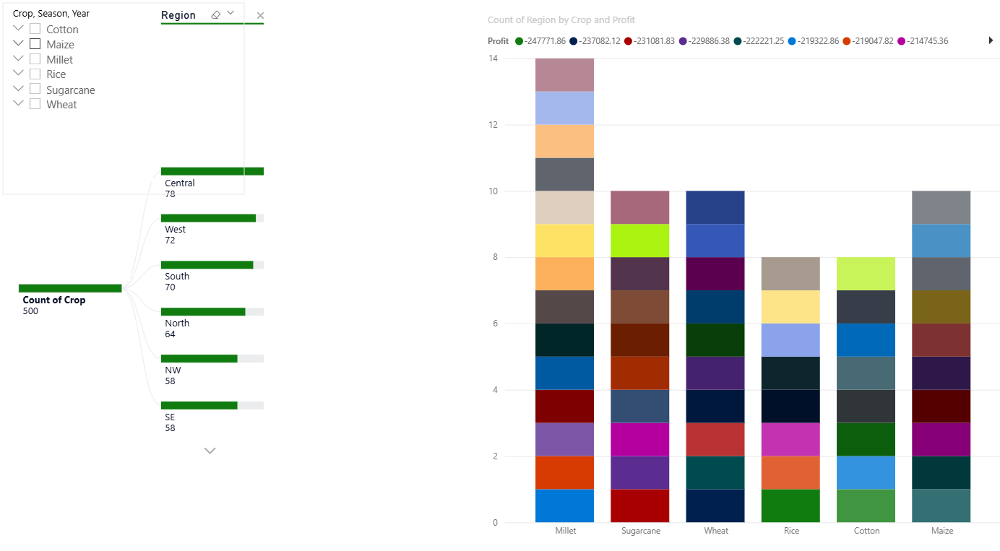 Crop, Season, Year
Cotton
Maize
Millet
Rice
Sugarcane
Wheat
Region
Count of Crop
500
Central
78
West
72
South
70
North
64
NW
58
SE
58
Count of Region by Crop and Profit
Profit -247771.86 -237082.12 -231081.83 -229886.38 -222221.25 -219322.86 -219047.82 -214745.36
14
12
10
8
6
4
2
0
Millet Sugarcane Wheat Rice Cotton Maize